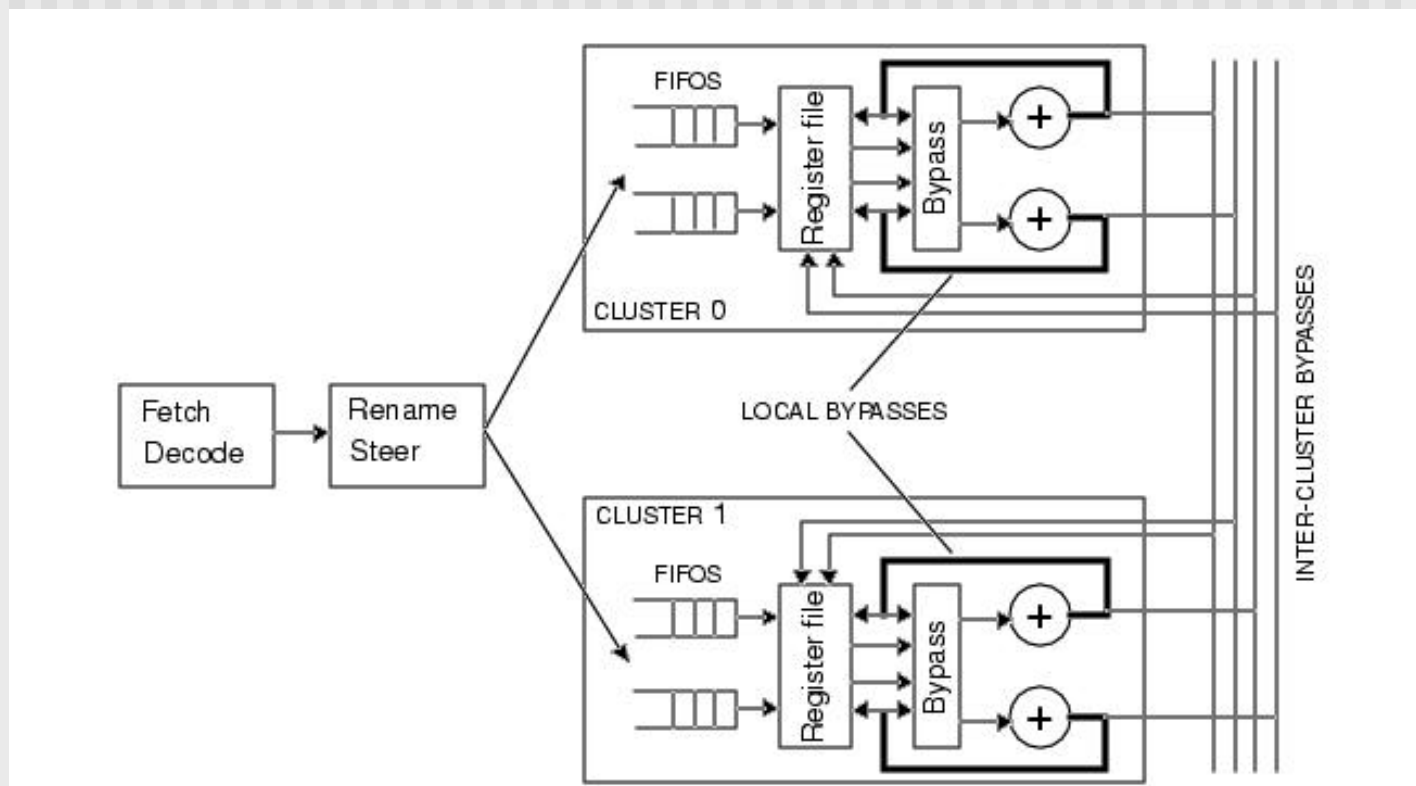 FIFOS
Register file
Bypass
+
+
CLUSTER 0
Fetch
Decode
Rename
Steer
LOCAL BYPASSES
INTER-CLUSTER BYPASSES
CLUSTER 1
FIFOS
Register file
Bypass
+
+